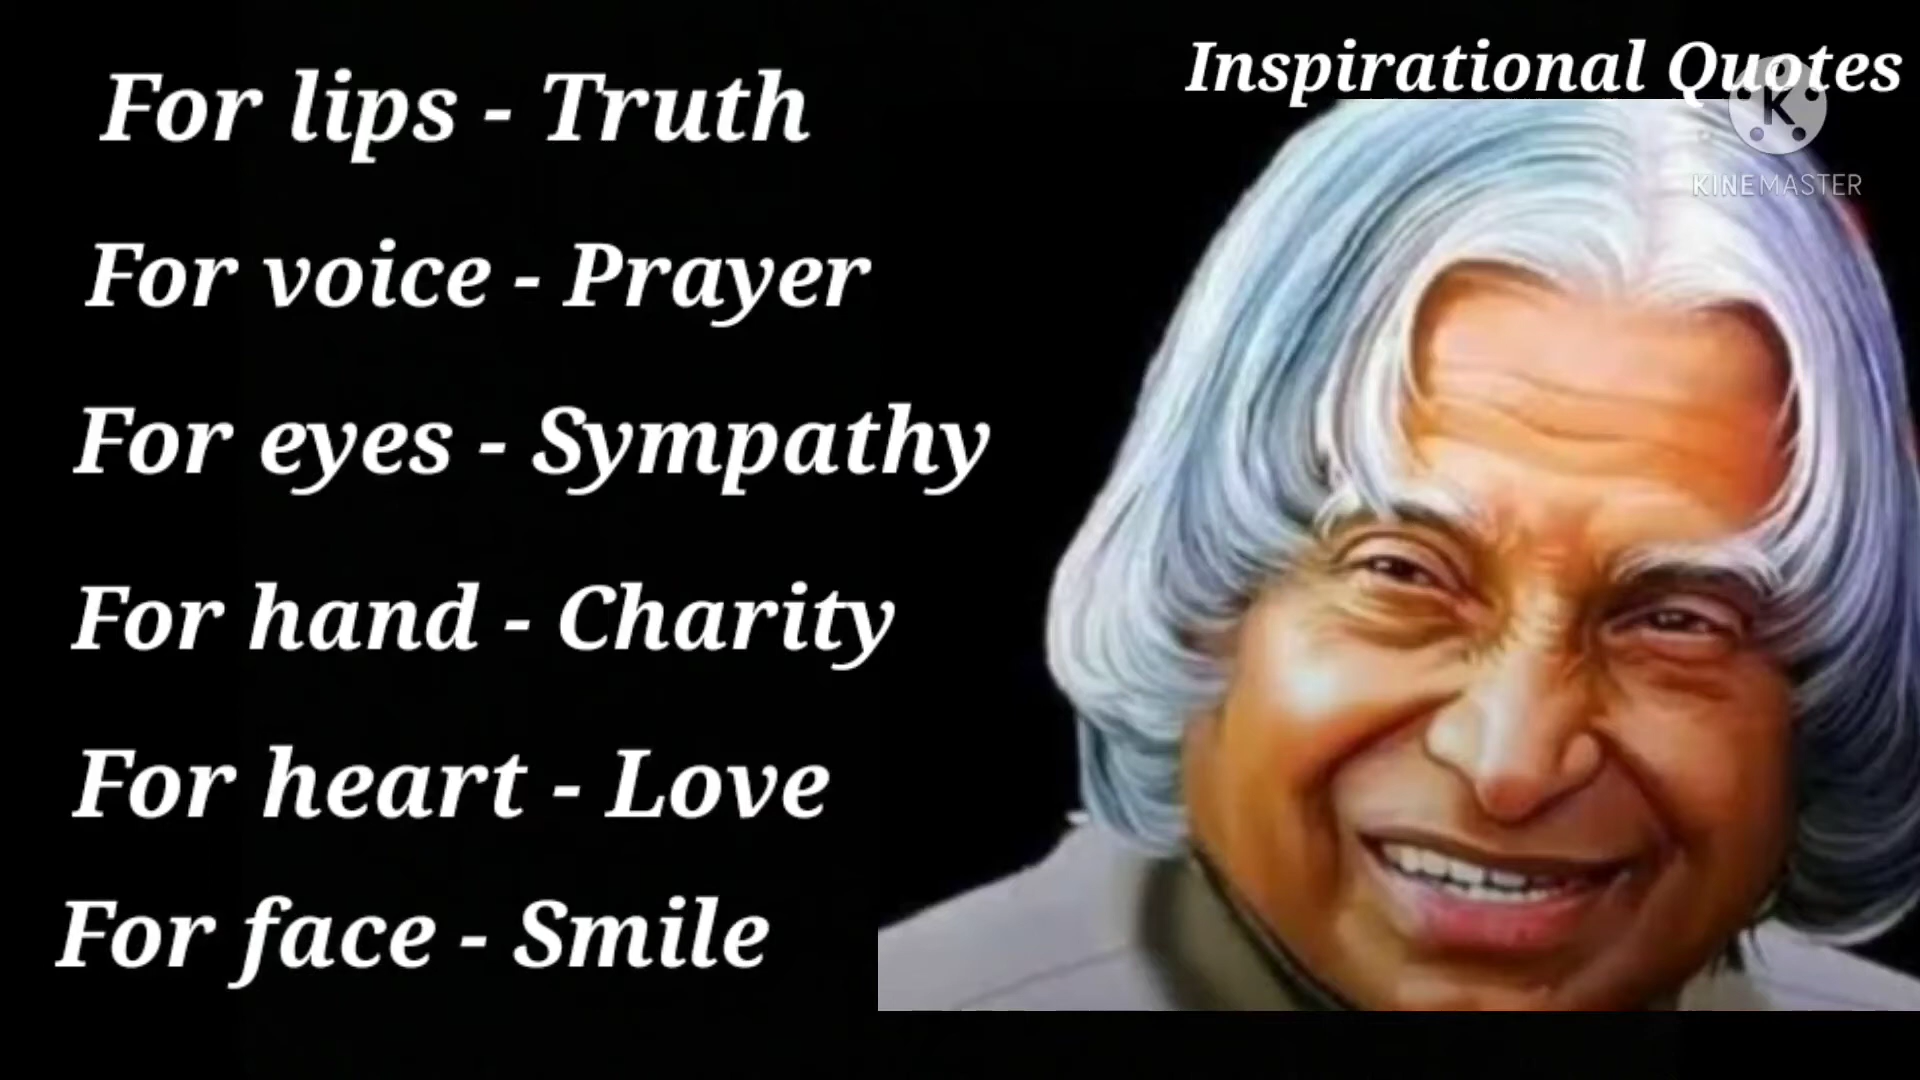 Inspirational Quotes
K
KINEMASTER
For lips - Truth
For voice - Prayer
For eyes - Sympathy
For hand - Charity
For heart - Love
For face - Smile